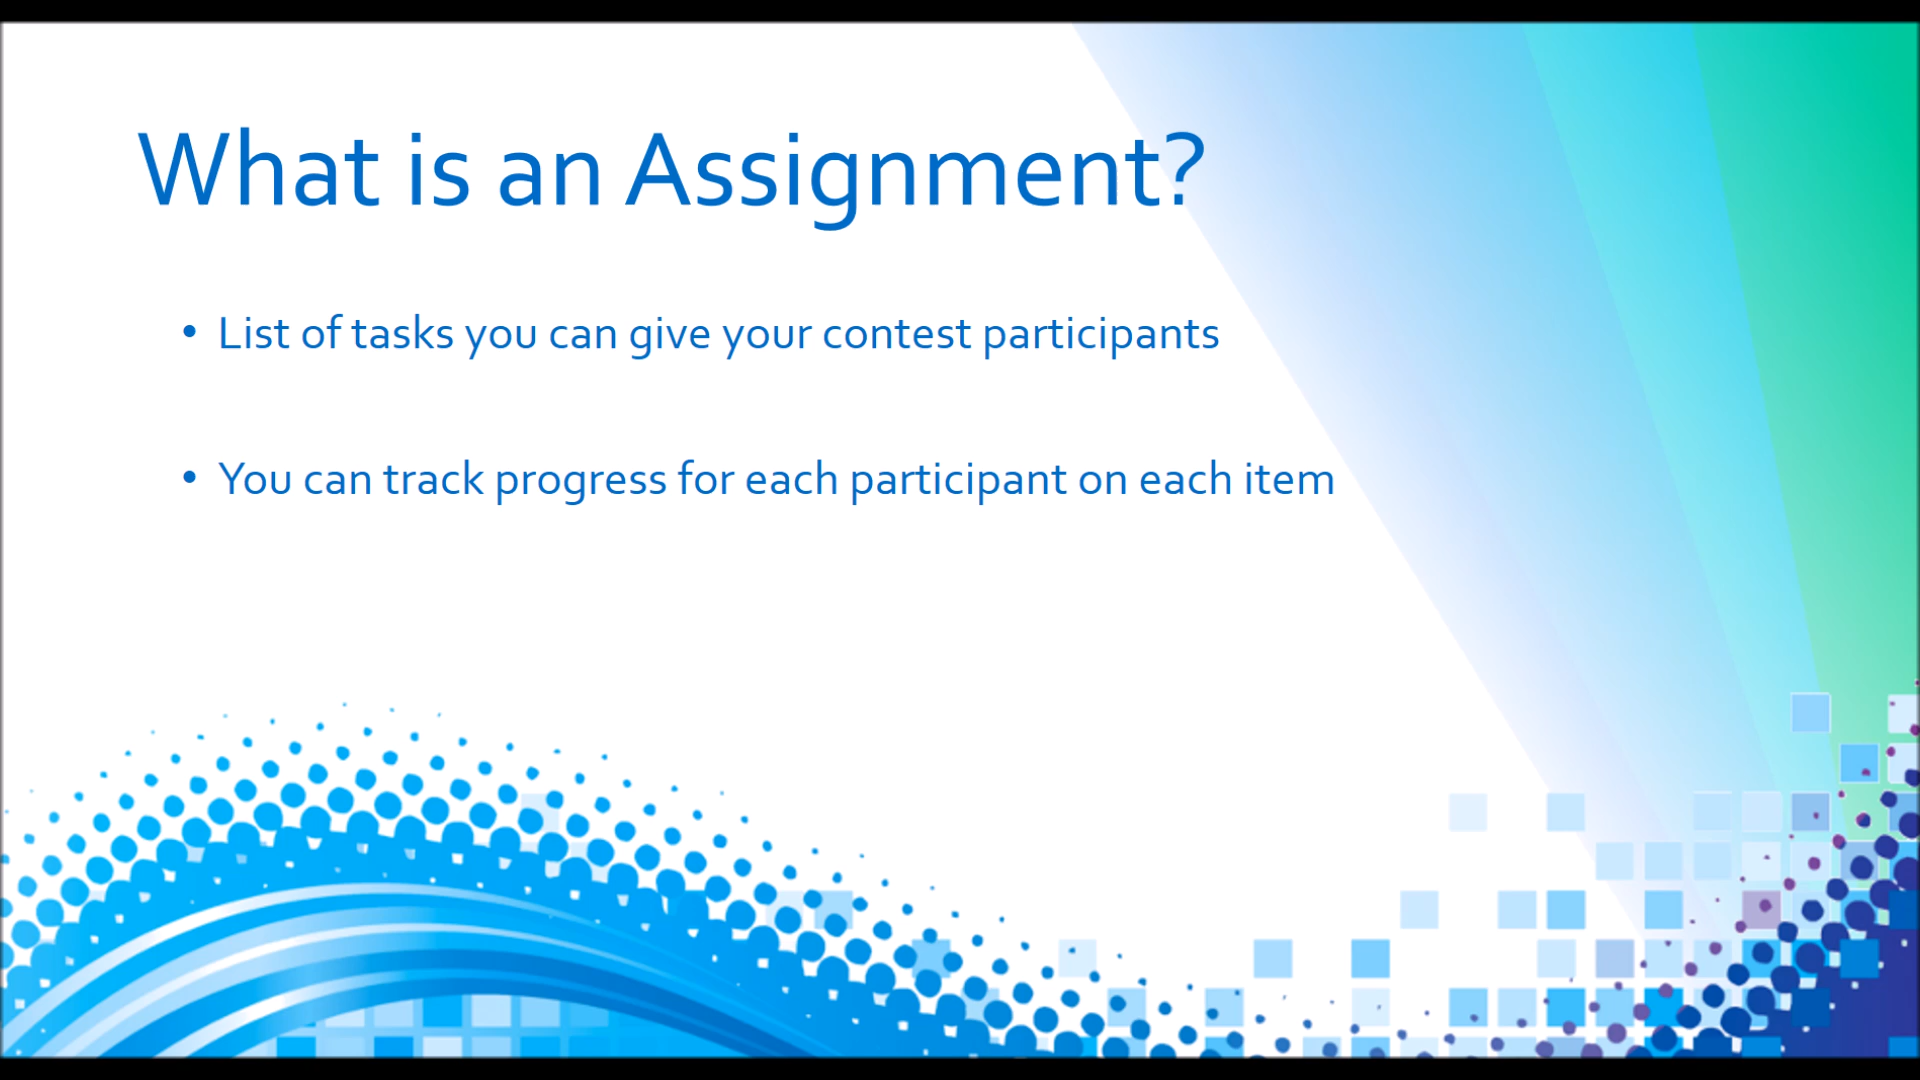 What is an Assignment?
• List of tasks you can give your contest participants
• You can track progress for each participant on each item